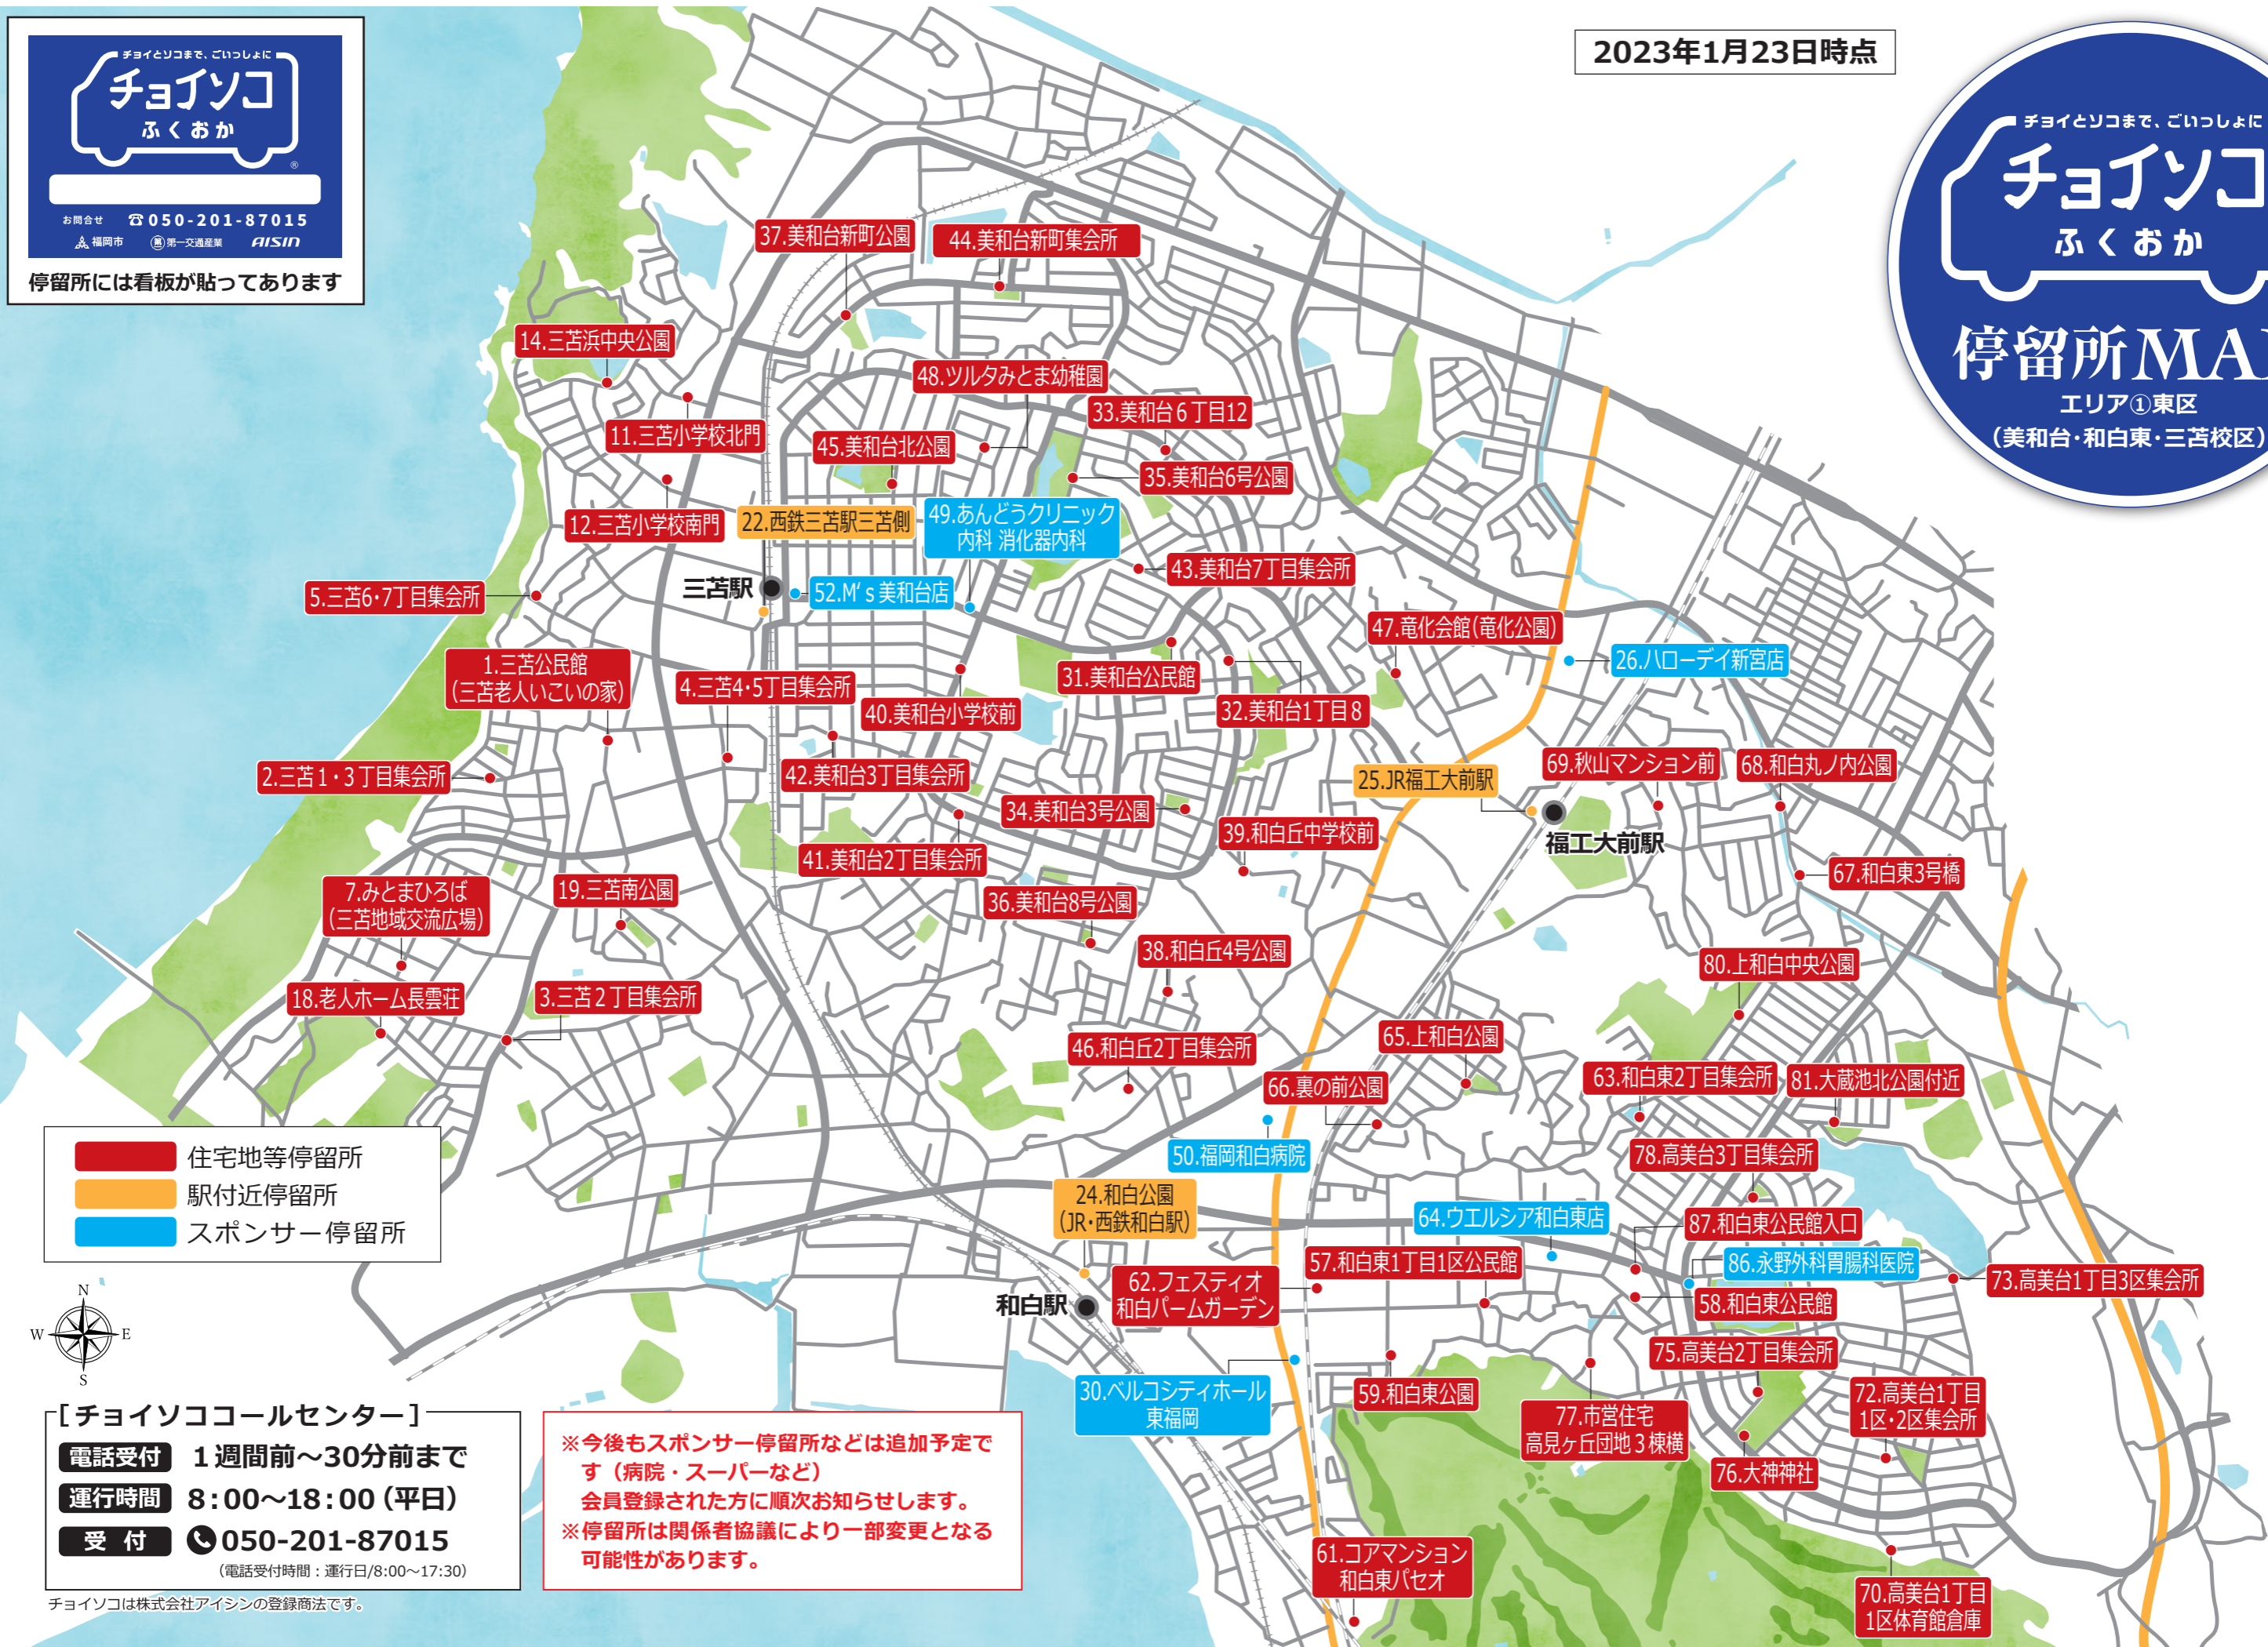 チョイとソコまで、ごいっしょに
チョイソコ
ふくおか
®
お問合せ ☎050-201-87015
福岡市 第一交通産業 AISIN
停留所には看板が貼ってあります
2023年1月23日時点
チョイとソコまで、ごいっしょに
チョイソコ
ふくおか
停留所MA
エリア①東区
(美和台・和白東・三苫校区)
37.美和台新町公園
44.美和台新町集会所
14.三苫浜中央公園
48.ツルタみとま幼稚園
33.美和台6丁目12
11.三苫小学校北門
45.美和台北公園
35.美和台6号公園
12.三苫小学校南門
22.西鉄三苫駅三苫側
49.あんどうクリニック
内科 消化器内科
43.美和台7丁目集会所
三苫駅
52.M's美和台店
5.三苫6・7丁目集会所
47.竜化会館(竜化公園)
26.ハローデイ新宮店
1.三苫公民館
(三苫老人いこいの家)
4.三苫4・5丁目集会所
31.美和台公民館
40.美和台小学校前
32.美和台1丁目8
2.三苫1・3丁目集会所
42.美和台3丁目集会所
25.JR福工大前駅
69.秋山マンション前
68.和白丸ノ内公園
34.美和台3号公園
39.和白丘中学校前
福工大前駅
41.美和台2丁目集会所
67.和白東3号橋
7.みとまひろば
(三苫地域交流広場)
19.三苫南公園
36.美和台8号公園
38.和白丘4号公園
80.上和白中央公園
18.老人ホーム長雲荘
3.三苫2丁目集会所
46.和白丘2丁目集会所
65.上和白公園
66.裏の前公園
63.和白東2丁目集会所
81.大蔵池北公園付近
50.福岡和白病院
78.高美台3丁目集会所
24.和白公園
(JR・西鉄和白駅)
64.ウエルシア和白東店
87.和白東公民館入口
57.和白東1丁目1区公民館
86.永野外科胃腸科医院
62.フェスティオ
和白パームガーデン
73.高美台1丁目3区集会所
和白駅
58.和白東公民館
75.高美台2丁目集会所
30.ベルコシティホール
東福岡
59.和白東公園
77.市営住宅
高見ヶ丘団地3棟横
72.高美台1丁目
1区・2区集会所
76.大神神社
61.コアマンション
和白東パセオ
70.高美台1丁目
1区体育館倉庫
住宅地等停留所
駅付近停留所
スポンサー停留所
N
W E
S
[チョイソココールセンター]
電話受付 1週間前～30分前まで
運行時間 8:00～18:00(平日)
受 付 050-201-87015
(電話受付時間:運行日/8:00～17:30)
チョイソコは株式会社アイシンの登録商法です。
※今後もスポンサー停留所などは追加予定で
す(病院・スーパーなど)
会員登録された方に順次お知らせします。
※停留所は関係者協議により一部変更となる
可能性があります。